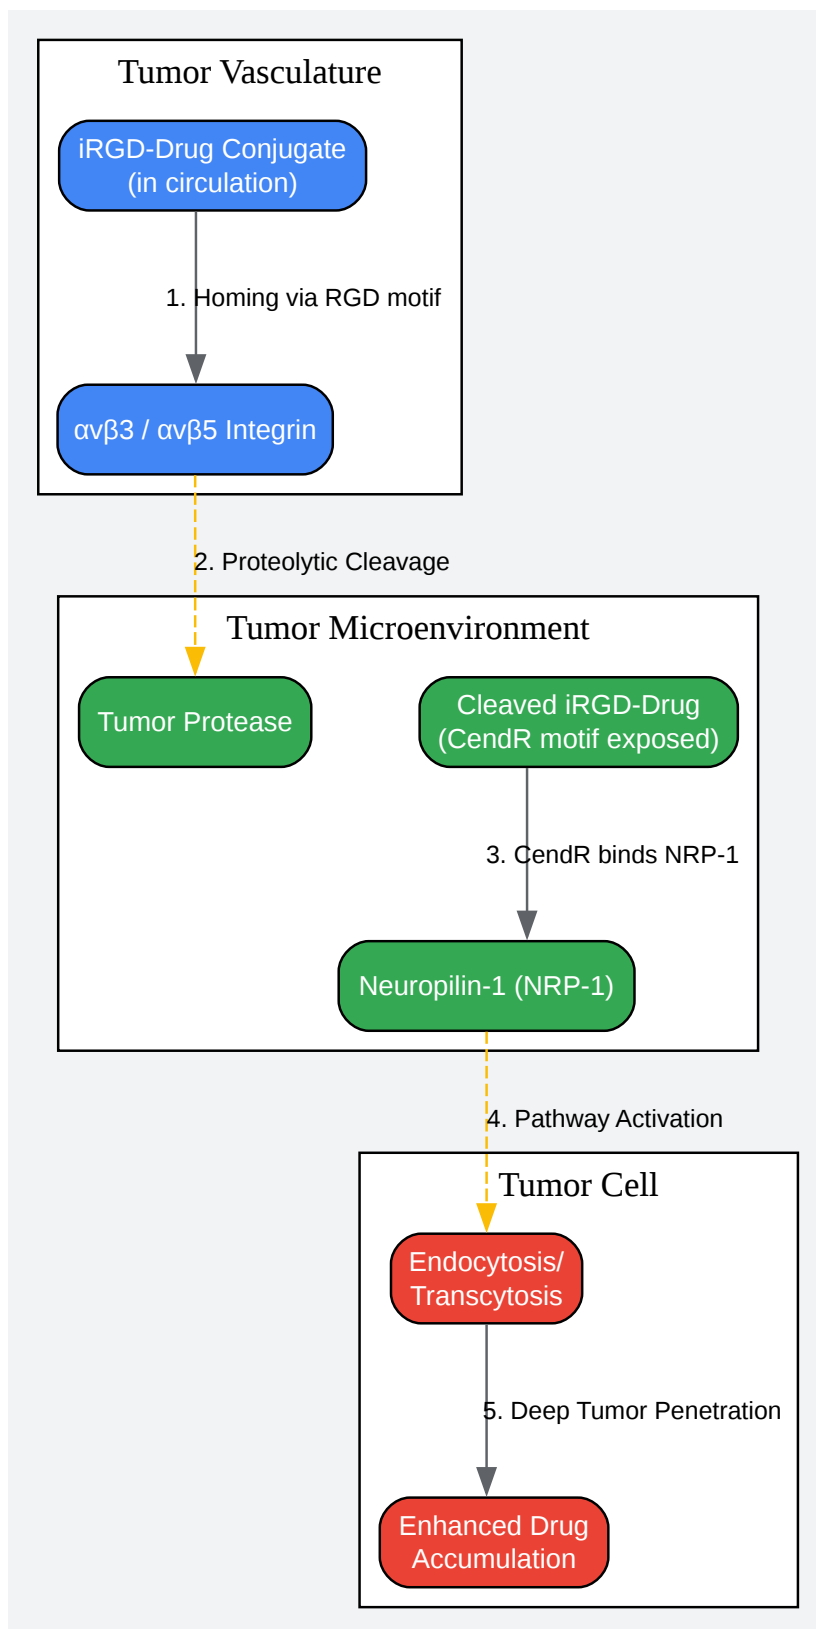 Tumor Vasculature
iRGD-Drug Conjugate
(in circulation)
1. Homing via RGD motif
αvβ3 / αvβ5 Integrin
2. Proteolytic Cleavage
Tumor Microenvironment
Tumor Protease
Cleaved iRGD-Drug
(CendR motif exposed)
3. CendR binds NRP-1
Neuropilin-1 (NRP-1)
4. Pathway Activation
Tumor Cell
Endocytosis/
Transcytosis
5. Deep Tumor Penetration
Enhanced Drug
Accumulation